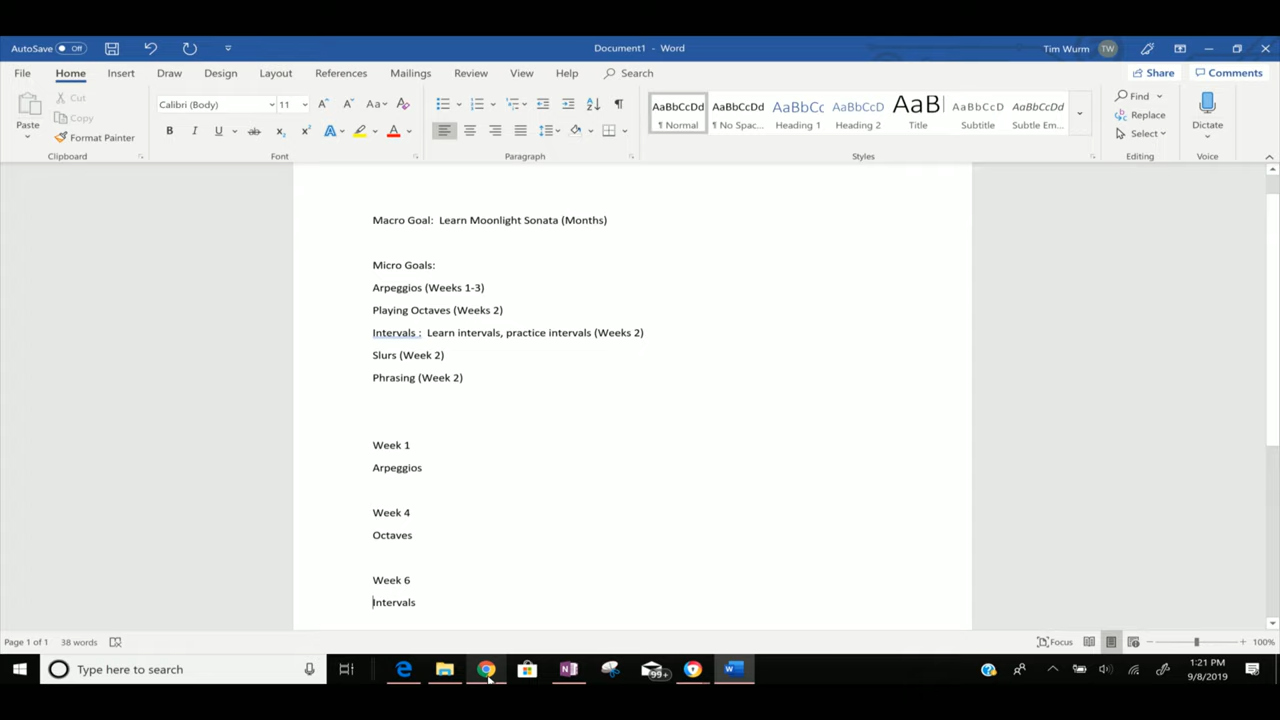 AutoSave Off
Document1 - Word
Tim Wurm TW
File Home Insert Draw Design Layout References Mailings Review View Help Search
Share Comments
Paste
Cut
Copy
Format Painter
Clipboard
Calibri (Body) 11
Font
Paragraph
AaBbCcDd AaBbCcDd AaBbCc AaBbCcD AaB AaBbCcD AaBbCcDd
¶ Normal ¶ No Spac... Heading 1 Heading 2 Title Subtitle Subtle Em...
Styles
Find
Replace
Select
Editing
Dictate
Voice
Macro Goal: Learn Moonlight Sonata (Months)
Micro Goals:
Arpeggios (Weeks 1-3)
Playing Octaves (Weeks 2)
Intervals : Learn intervals, practice intervals (Weeks 2)
Slurs (Week 2)
Phrasing (Week 2)
Week 1
Arpeggios
Week 4
Octaves
Week 6
Intervals
Page 1 of 1 38 words
Focus
100%
Type here to search
99+
1:21 PM
9/8/2019